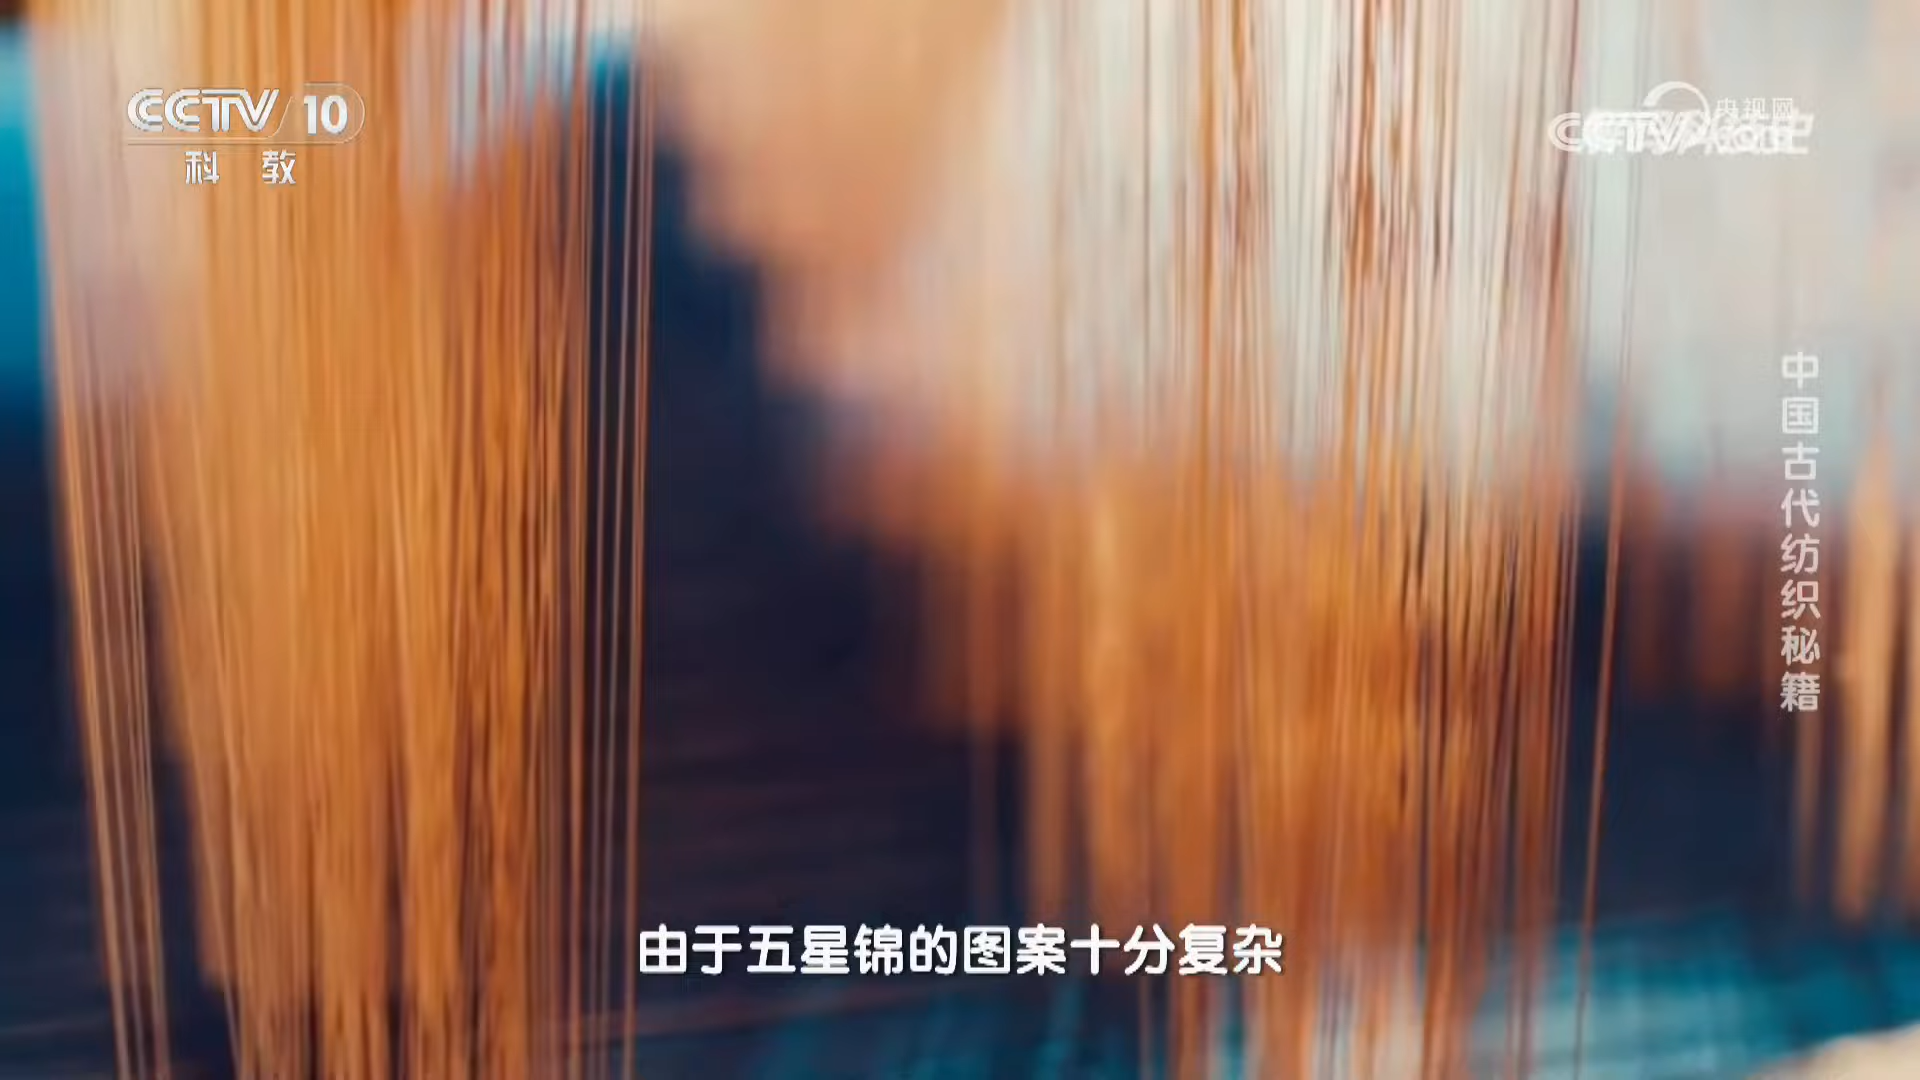 CCTV 10
科 教
央视网
中国古代纺织秘籍
由于五星锦的图案十分复杂